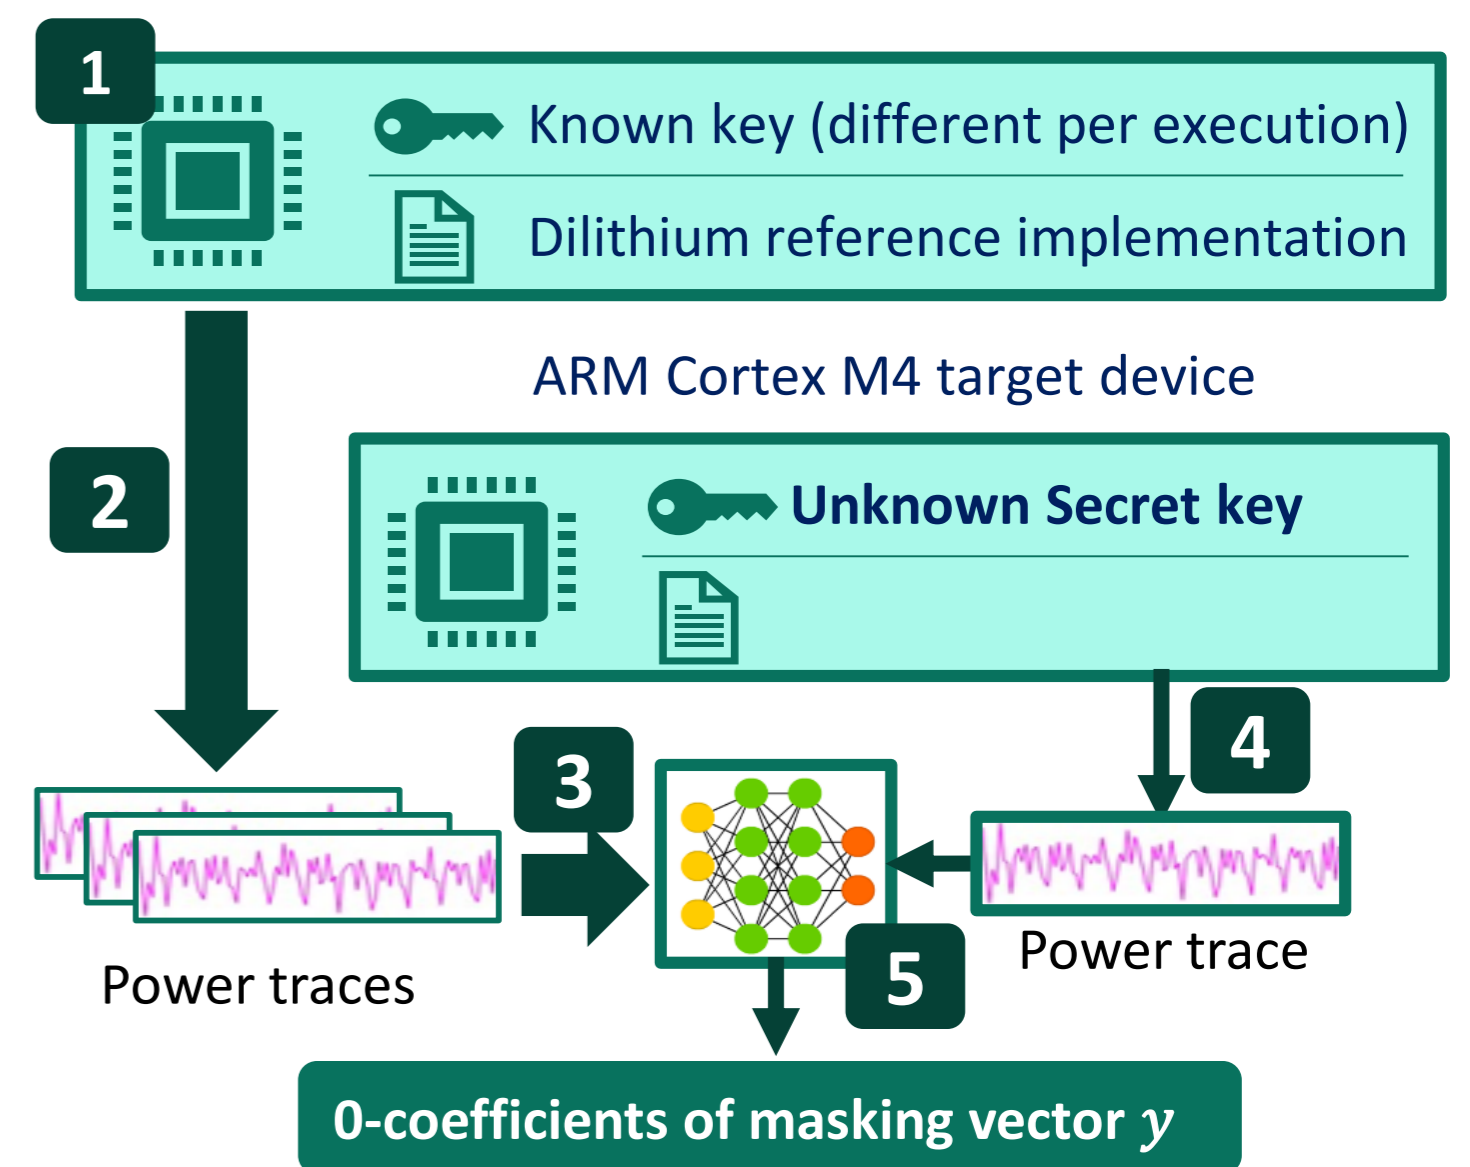 1
Known key (different per execution)
Dilithium reference implementation
ARM Cortex M4 target device
2
Unknown Secret key
4
3
Power trace
5
Power traces
0-coefficients of masking vector y